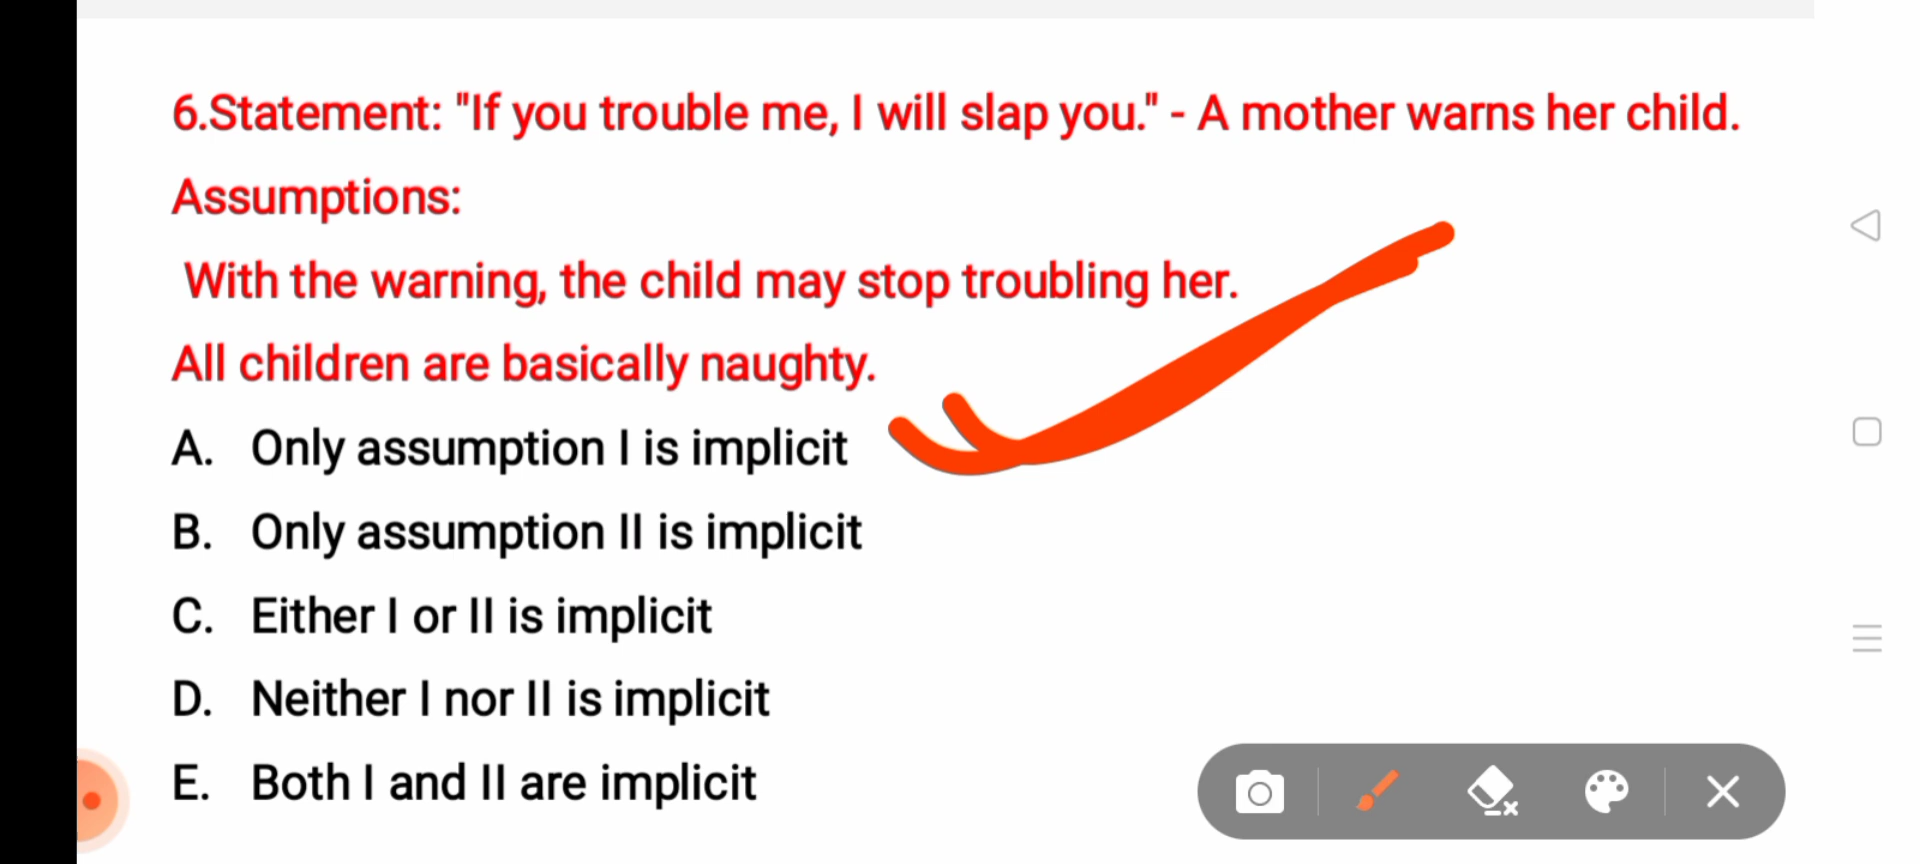 6.Statement: "If you trouble me, I will slap you." - A mother warns her child.
Assumptions:
With the warning, the child may stop troubling her.
All children are basically naughty.
A. Only assumption I is implicit
B. Only assumption II is implicit
C. Either I or II is implicit
D. Neither I nor II is implicit
E. Both I and II are implicit